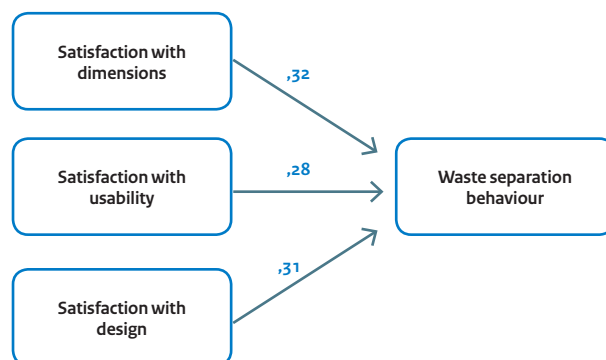 Satisfaction with
dimensions
,32
Satisfaction with
usability
,28
Waste separation
behaviour
,31
Satisfaction with
design